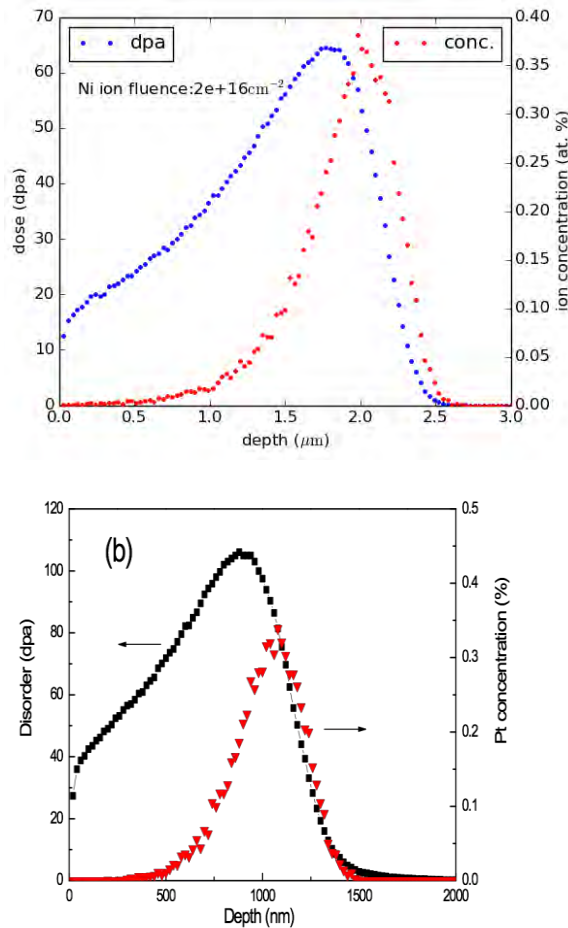 dpa
conc.
Ni ion fluence:2e+16cm−2
70
60
50
40
30
20
10
0
dose (dpa)
0.40
0.35
0.30
0.25
0.20
0.15
0.10
0.05
0.00
ion concentration (at. %)
0.0 0.5 1.0 1.5 2.0 2.5 3.0
depth (μm)
(b)
120
100
80
60
40
20
0
Disorder (dpa)
0.5
0.4
0.3
0.2
0.1
0.0
Pt concentration (%)
0 500 1000 1500 2000
Depth (nm)